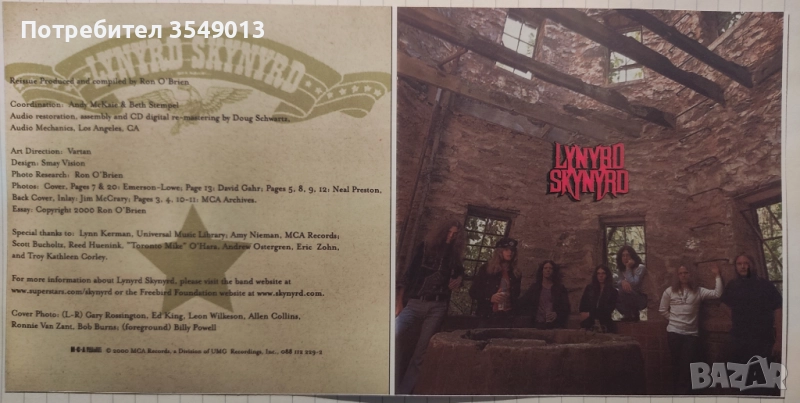 Потребител 3549013
LYNYRD SKYNYRD
Reissue Produced and compiled by Ron O'Brien
Coordination: Andy McKaie & Beth Stempel
Audio restoration, assembly and CD digital re-mastering by Doug Schwartz,
Audio Mechanics, Los Angeles, CA
Art Direction: Vartan
Design: Smay Vision
Photo Research: Ron O'Brien
Photos: Cover, Pages 7 & 20: Emerson-Lowe; Page 13: David Gahr; Pages 5, 8, 9, 12; Neal Preston,
Back Cover, Inlay; Jim McCrary; Pages 3, 4, 10-11: MCA Archives.
Essay: Copyright 2000 Ron O'Brien
Special thanks to: Lynn Kerman, Universal Music Library; Amy Nieman, MCA Records;
Scott Bucholtz, Reed Huenink, "Toronto Mike" O'Hara, Andrew Ostergren, Eric Zohn,
and Troy Kathleen Corley.
For more information about Lynyrd Skynyrd, please visit the band website at
www.superstars.com/skynyrd or the Freebird Foundation website at www.skynyrd.com.
Cover Photo: (L-R) Gary Rossington, Ed King, Leon Wilkeson, Allen Collins,
Ronnie Van Zant, Bob Burns; (foreground) Billy Powell
© 2000 MCA Records, a Division of UMG Recordings, Inc., 088 112 229-2
LYNYRD
SKYNYRD
BAZAR